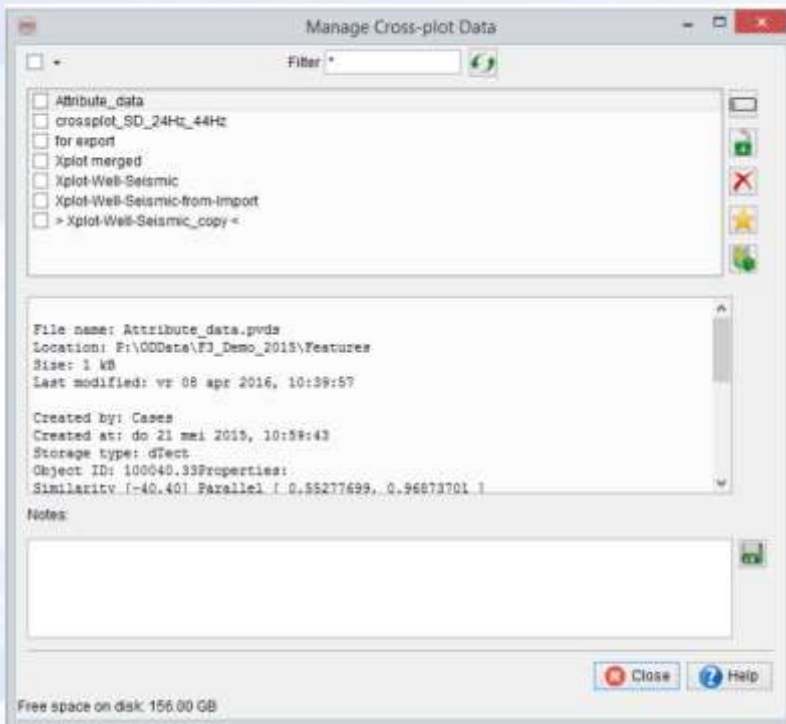 Manage Cross-plot Data
Filter *
Attribute_data
crossplot_SD_24Hz_44Hz
for export
Xplot merged
Xplot-Well-Seismic
Xplot-Well-Seismic-from-Import
> Xplot-Well-Seismic_copy <
File name: Attribute_data.pvds
Location: P:\ODData\F3_Demo_2015\Features
Size: 1 kB
Last modified: vr 08 apr 2016, 10:39:57
Created by: Cases
Created at: do 21 mei 2015, 10:59:43
Storage type: dTect
Object ID: 100040.33Properties:
Similarity [-40,40] Parallel [ 0.55277699, 0.96873701 ]
Notes:
Close Help
Free space on disk: 156.00 GB